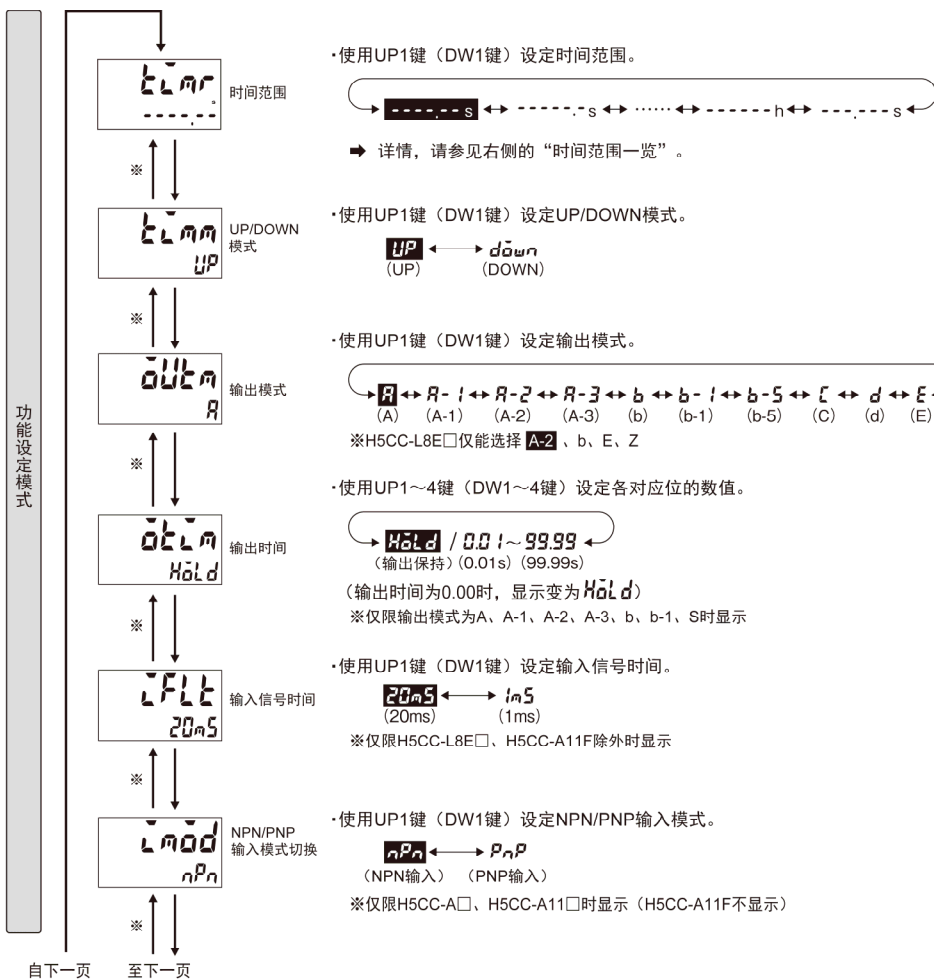 功能设定模式
timr
----.--
时间范围
·使用UP1键（DW1键）设定时间范围。
----.-- s ↔ -----.- s ↔ ······ ↔ ------ h ↔ ---.--- s
➡ 详情，请参见右侧的“时间范围一览”。
※
timm
UP
UP/DOWN
模式
·使用UP1键（DW1键）设定UP/DOWN模式。
UP ↔ down
(UP) (DOWN)
※
outm
A
输出模式
·使用UP1键（DW1键）设定输出模式。
A ↔ A-1 ↔ A-2 ↔ A-3 ↔ b ↔ b-1 ↔ b-5 ↔ C ↔ d ↔ E
(A) (A-1) (A-2) (A-3) (b) (b-1) (b-5) (C) (d) (E)
※H5CC-L8E□仅能选择 A-2 、b、E、Z
※
otim
Hold
输出时间
·使用UP1～4键（DW1～4键）设定各对应位的数值。
Hold / 0.01～99.99
(输出保持) (0.01s) (99.99s)
（输出时间为0.00时，显示变为Hold）
※仅限输出模式为A、A-1、A-2、A-3、b、b-1、S时显示
※
iFLt
20mS
输入信号时间
·使用UP1键（DW1键）设定输入信号时间。
20mS ↔ 1mS
(20ms) (1ms)
※仅限H5CC-L8E□、H5CC-A11F除外时显示
※
imod
nPn
NPN/PNP
输入模式切换
·使用UP1键（DW1键）设定NPN/PNP输入模式。
nPn ↔ PnP
（NPN输入） （PNP输入）
※仅限H5CC-A□、H5CC-A11□时显示（H5CC-A11F不显示）
※
自下一页 至下一页